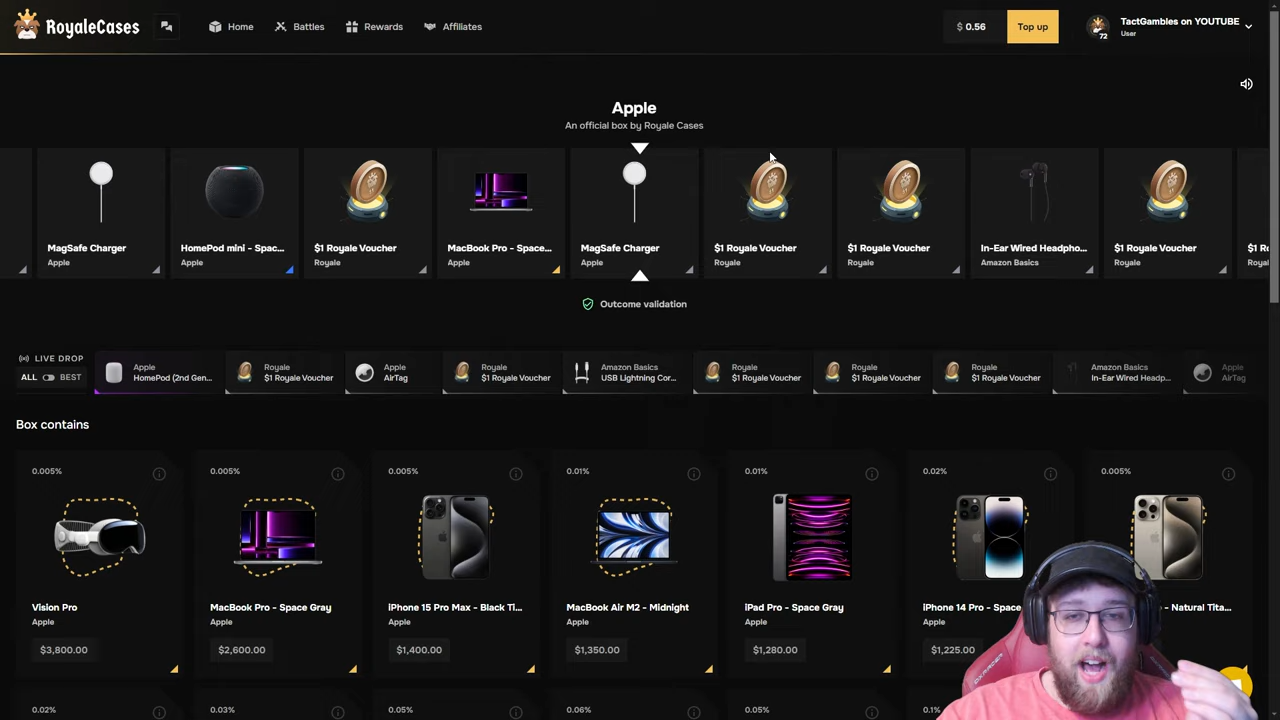 RoyaleCases
Home
Battles
Rewards
Affiliates
$ 0.56
Top up
72
TactGambles on YOUTUBE
User
Apple
An official box by Royale Cases
MagSafe Charger
Apple
HomePod mini - Spac...
Apple
$1 Royale Voucher
Royale
MacBook Pro - Space...
Apple
MagSafe Charger
Apple
$1 Royale Voucher
Royale
$1 Royale Voucher
Royale
In-Ear Wired Headpho...
Amazon Basics
$1 Royale Voucher
Royale
Outcome validation
LIVE DROP
ALL BEST
Apple
HomePod (2nd Gen...
Royale
$1 Royale Voucher
Apple
AirTag
Royale
$1 Royale Voucher
Amazon Basics
USB Lightning Cor...
Royale
$1 Royale Voucher
Royale
$1 Royale Voucher
Royale
$1 Royale Voucher
Amazon Basics
In-Ear Wired Headp...
Apple
AirTag
Box contains
0.005%
Vision Pro
Apple
$3,800.00
0.005%
MacBook Pro - Space Gray
Apple
$2,600.00
0.005%
iPhone 15 Pro Max - Black Ti...
Apple
$1,400.00
0.01%
MacBook Air M2 - Midnight
Apple
$1,350.00
0.01%
iPad Pro - Space Gray
Apple
$1,280.00
0.02%
iPhone 14 Pro - Space
Apple
$1,225.00
0.005%
- Natural Tita...
0.02%
0.03%
0.05%
0.06%
0.05%
0.1%